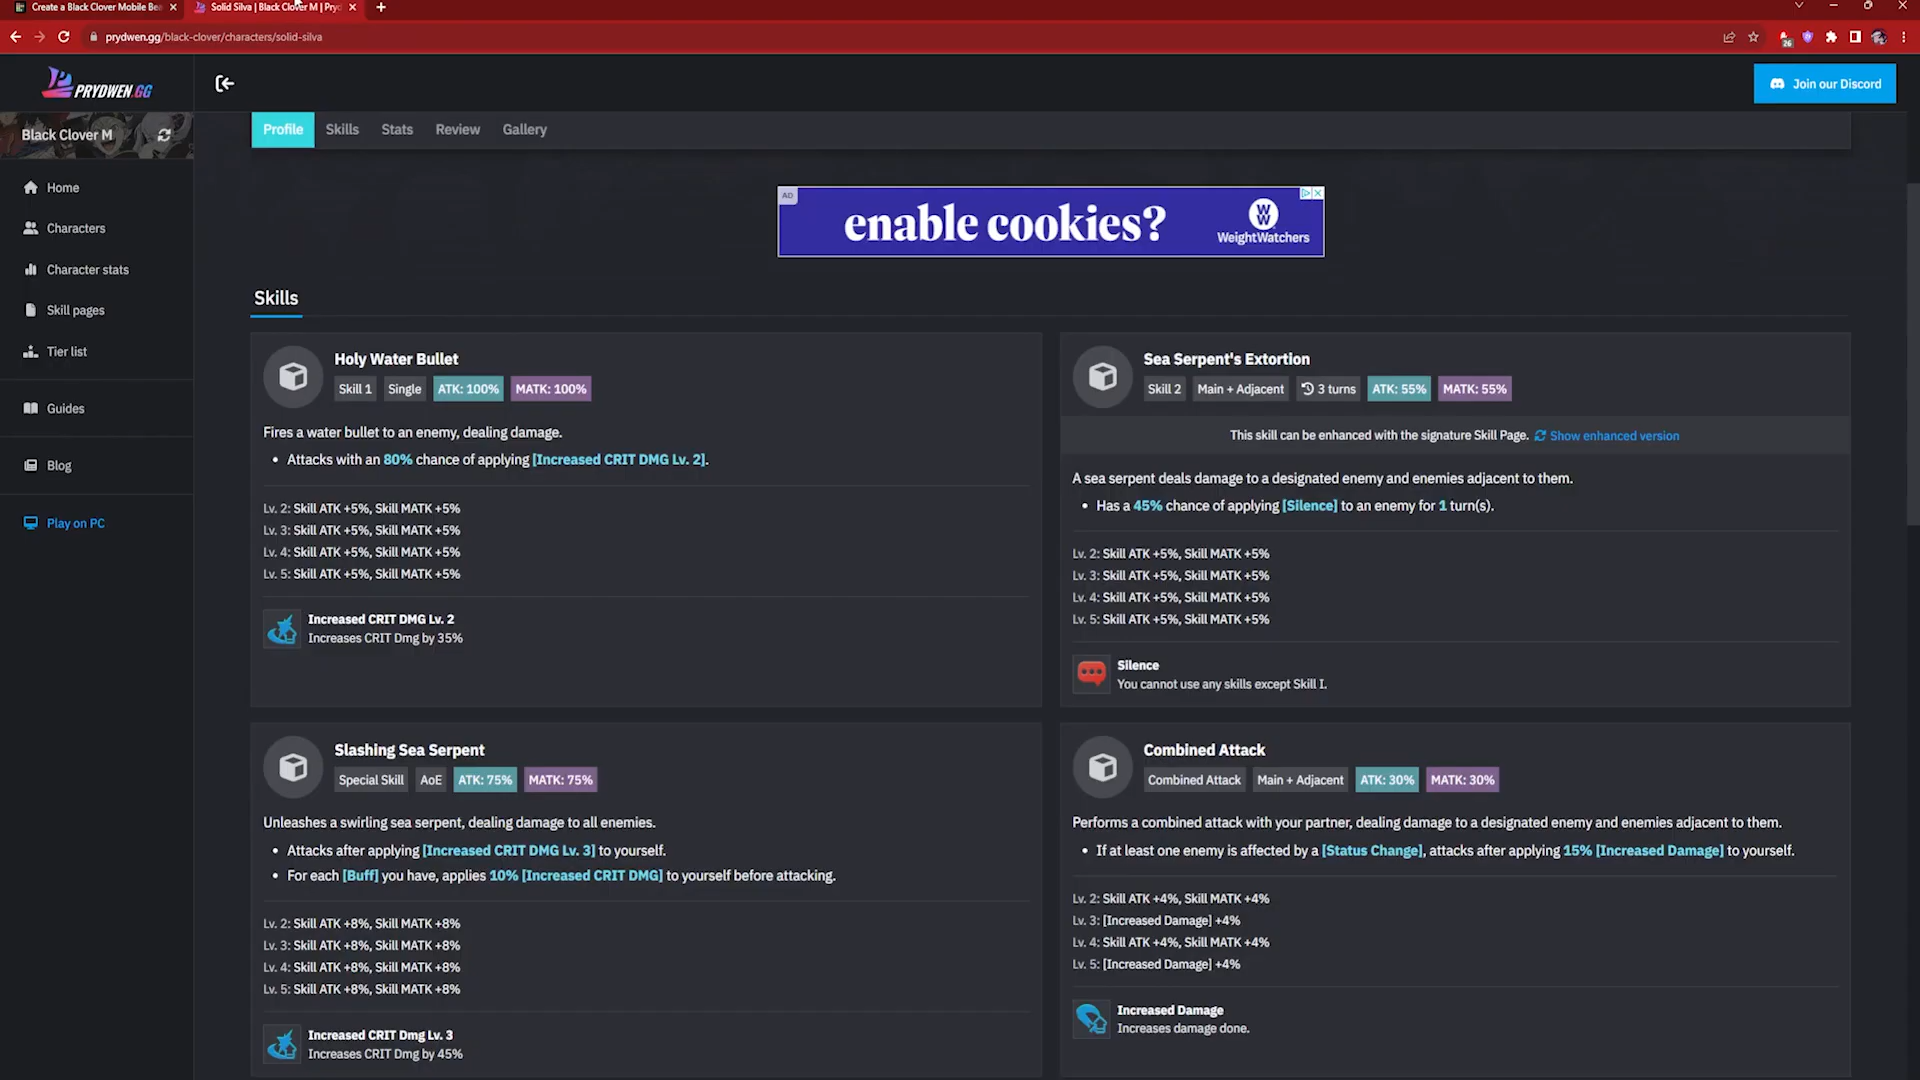 Create a Black Clover Mobile Be
Solid Silva | Black Clover M | Pryd
prydwen.gg/black-clover/characters/solid-silva
26
PRYDWEN.GG
Join our Discord
Black Clover M
Profile
Skills
Stats
Review
Gallery
Home
Characters
Character stats
Skill pages
Tier list
Guides
Blog
Play on PC
AD
enable cookies?
WW
WeightWatchers
Skills
Holy Water Bullet
Skill 1 Single ATK: 100% MATK: 100%
Fires a water bullet to an enemy, dealing damage.
• Attacks with an 80% chance of applying [Increased CRIT DMG Lv. 2].
Lv. 2: Skill ATK +5%, Skill MATK +5%
Lv. 3: Skill ATK +5%, Skill MATK +5%
Lv. 4: Skill ATK +5%, Skill MATK +5%
Lv. 5: Skill ATK +5%, Skill MATK +5%
Increased CRIT DMG Lv. 2
Increases CRIT Dmg by 35%
Sea Serpent's Extortion
Skill 2 Main + Adjacent 3 turns ATK: 55% MATK: 55%
This skill can be enhanced with the signature Skill Page. Show enhanced version
A sea serpent deals damage to a designated enemy and enemies adjacent to them.
• Has a 45% chance of applying [Silence] to an enemy for 1 turn(s).
Lv. 2: Skill ATK +5%, Skill MATK +5%
Lv. 3: Skill ATK +5%, Skill MATK +5%
Lv. 4: Skill ATK +5%, Skill MATK +5%
Lv. 5: Skill ATK +5%, Skill MATK +5%
Silence
You cannot use any skills except Skill I.
Slashing Sea Serpent
Special Skill AoE ATK: 75% MATK: 75%
Unleashes a swirling sea serpent, dealing damage to all enemies.
• Attacks after applying [Increased CRIT DMG Lv. 3] to yourself.
• For each [Buff] you have, applies 10% [Increased CRIT DMG] to yourself before attacking.
Lv. 2: Skill ATK +8%, Skill MATK +8%
Lv. 3: Skill ATK +8%, Skill MATK +8%
Lv. 4: Skill ATK +8%, Skill MATK +8%
Lv. 5: Skill ATK +8%, Skill MATK +8%
Increased CRIT Dmg Lv. 3
Increases CRIT Dmg by 45%
Combined Attack
Combined Attack Main + Adjacent ATK: 30% MATK: 30%
Performs a combined attack with your partner, dealing damage to a designated enemy and enemies adjacent to them.
• If at least one enemy is affected by a [Status Change], attacks after applying 15% [Increased Damage] to yourself.
Lv. 2: Skill ATK +4%, Skill MATK +4%
Lv. 3: [Increased Damage] +4%
Lv. 4: Skill ATK +4%, Skill MATK +4%
Lv. 5: [Increased Damage] +4%
Increased Damage
Increases damage done.